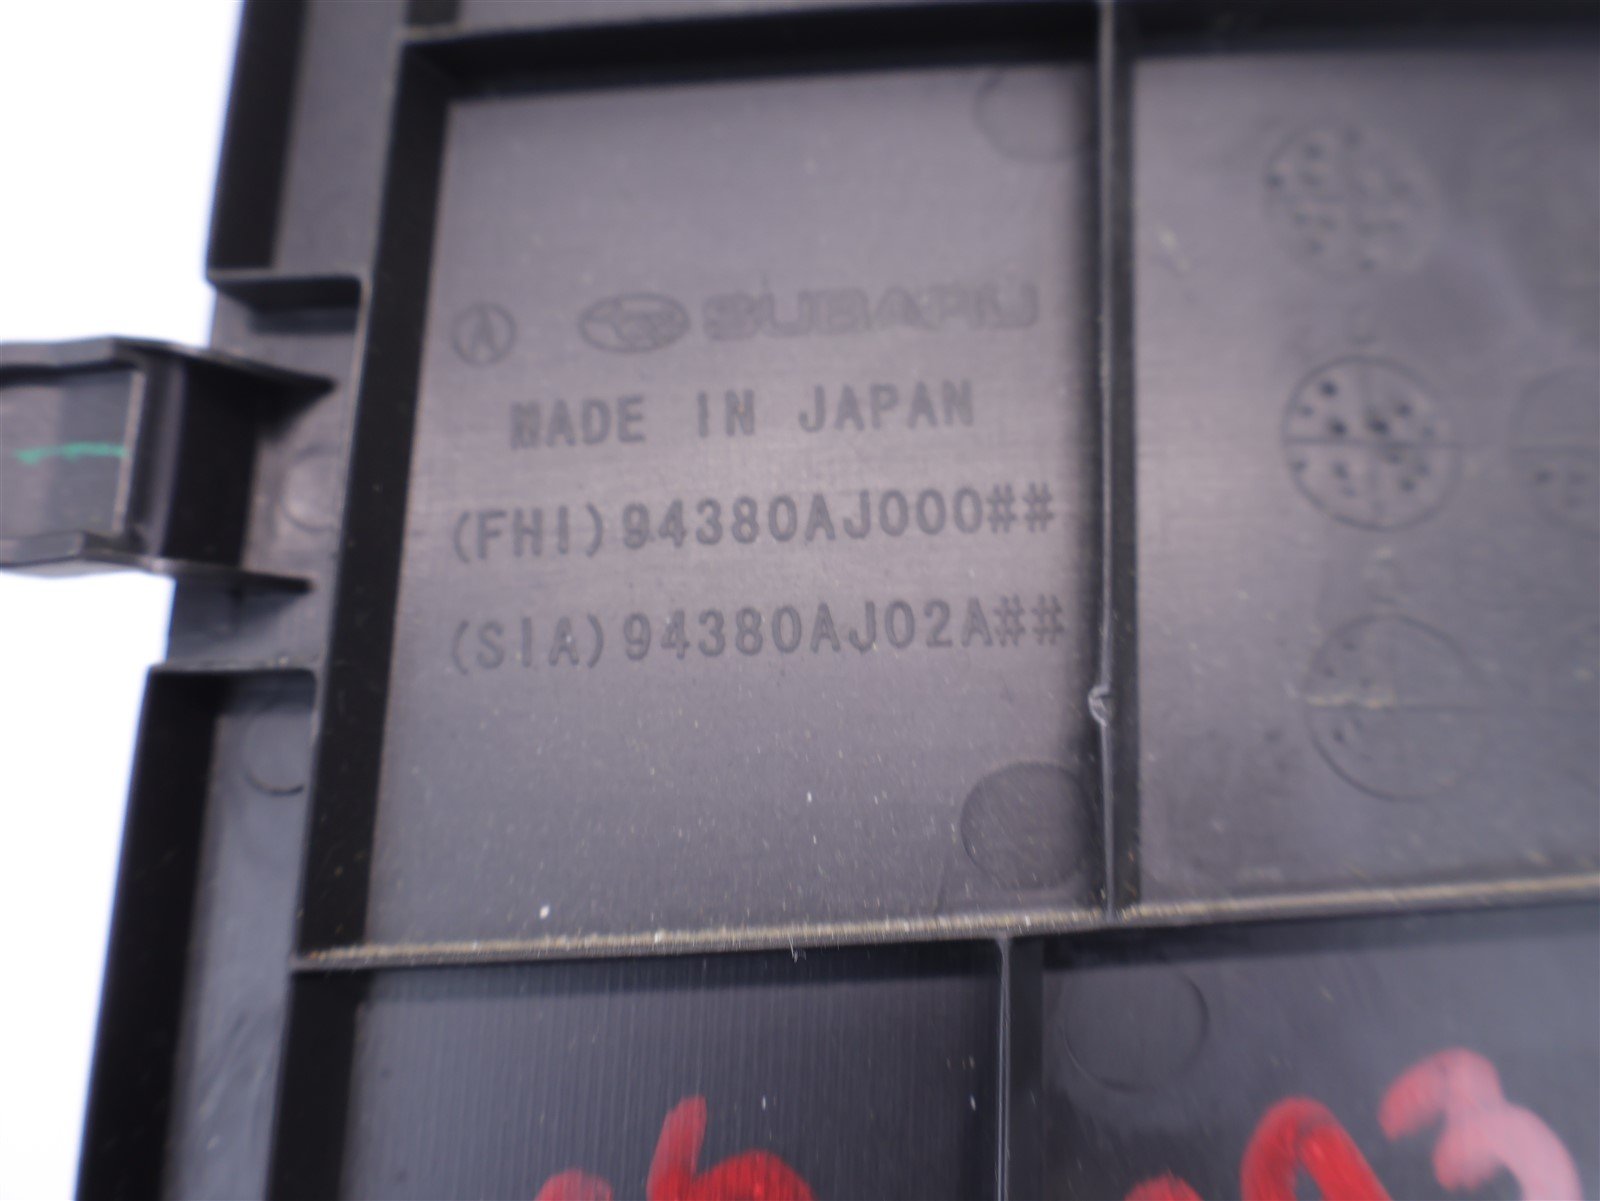 A SUBARU
MADE IN JAPAN
(FHI)94380AJ000##
(SIA)94380AJ02A##